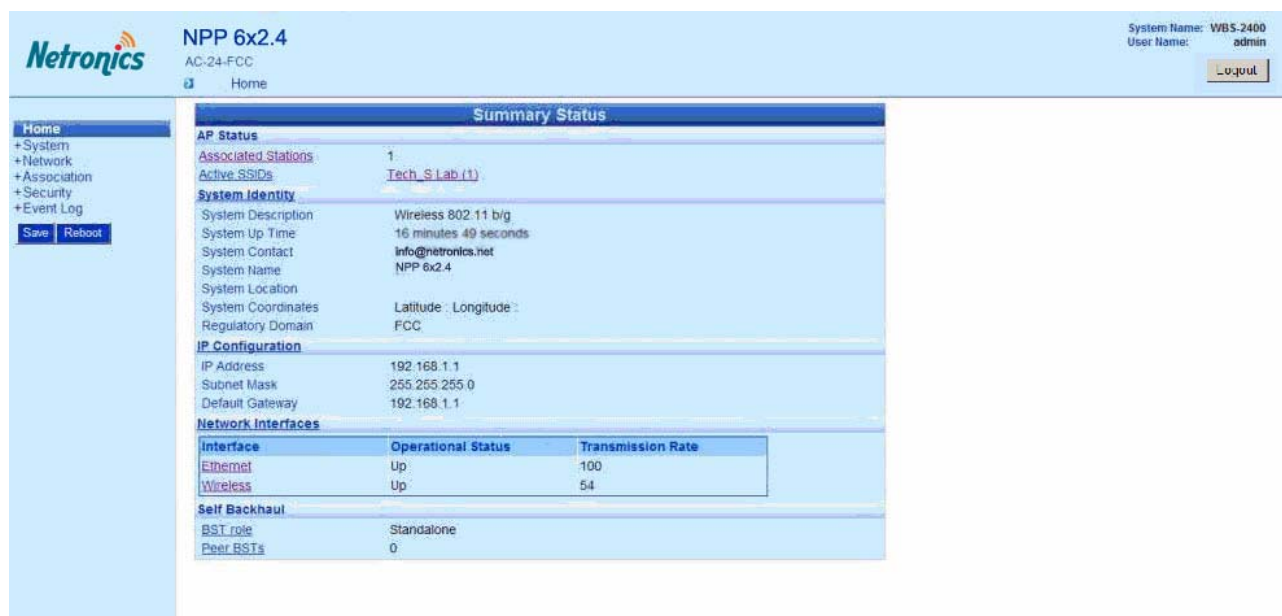 Netronics
NPP 6x2.4
AC-24-FCC
Home
System Name: WBS-2400
User Name: admin
Logout
Home
+System
+Network
+Association
+Security
+Event Log
Save Reboot
Summary Status
AP Status
Associated Stations 1
Active SSIDs Tech_S Lab (1)
System Identity
System Description Wireless 802.11 b/g
System Up Time 16 minutes 49 seconds
System Contact info@netronics.net
System Name NPP 6x2.4
System Location
System Coordinates Latitude : Longitude :
Regulatory Domain FCC
IP Configuration
IP Address 192.168.1.1
Subnet Mask 255.255.255.0
Default Gateway 192.168.1.1
Network Interfaces
Interface Operational Status Transmission Rate
Ethernet Up 100
Wireless Up 54
Self Backhaul
BST role Standalone
Peer BSTs 0